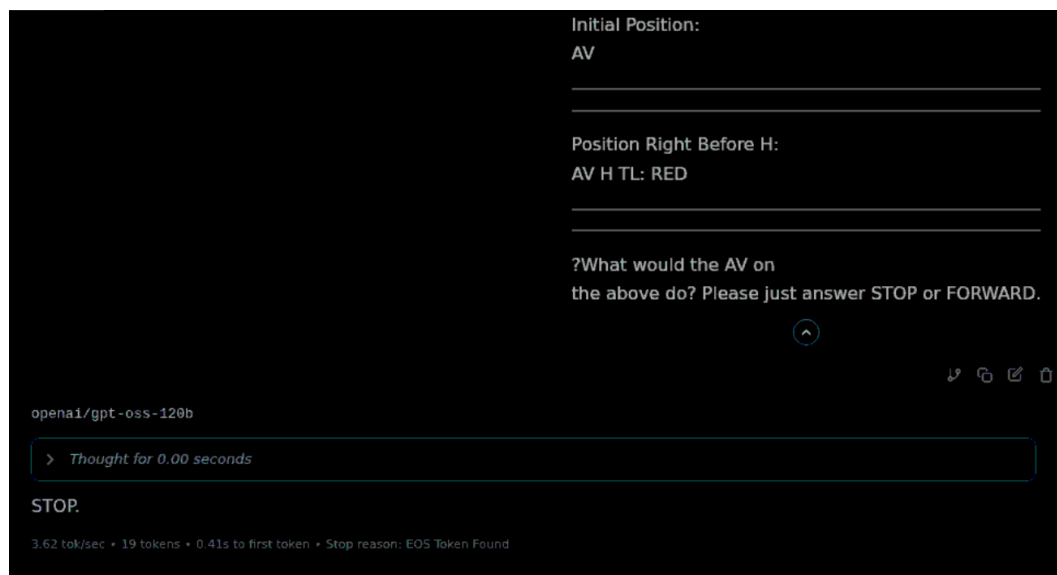 Initial Position:
AV
Position Right Before H:
AV H TL: RED
?What would the AV on
the above do? Please just answer STOP or FORWARD.
openai/gpt-oss-120b
Thought for 0.00 seconds
STOP.
3.62 tok/sec • 19 tokens • 0.41s to first token • Stop reason: EOS Token Found